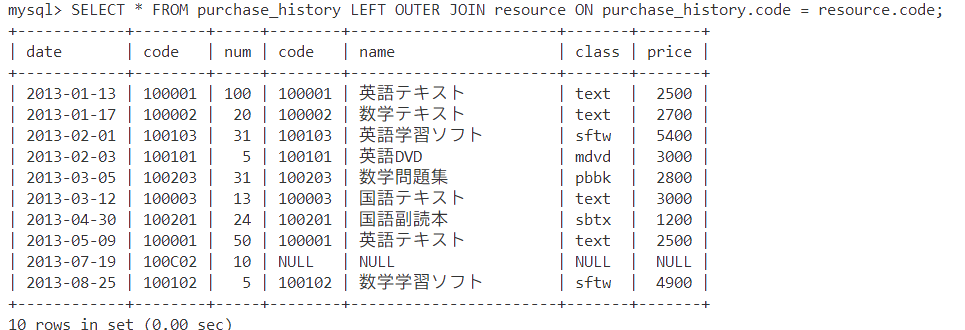 mysql> SELECT * FROM purchase_history LEFT OUTER JOIN resource ON purchase_history.code = resource.code;
+------------+--------+-----+--------+--------------------+-------+-------+
| date       | code   | num | code   | name               | class | price |
+------------+--------+-----+--------+--------------------+-------+-------+
| 2013-01-13 | 100001 | 100 | 100001 | 英語テキスト | text  | 2500 |
| 2013-01-17 | 100002 |  20 | 100002 | 数学テキスト | text  | 2700 |
| 2013-02-01 | 100103 |  31 | 100103 | 英語学習ソフト | sftw  | 5400 |
| 2013-02-03 | 100101 |   5 | 100101 | 英語DVD | mdvd  | 3000 |
| 2013-03-05 | 100203 |  31 | 100203 | 数学問題集 | pbbk  | 2800 |
| 2013-03-12 | 100003 |  13 | 100003 | 国語テキスト | text  | 3000 |
| 2013-04-30 | 100201 |  24 | 100201 | 国語副読本 | sbtx  | 1200 |
| 2013-05-09 | 100001 |  50 | 100001 | 英語テキスト | text  | 2500 |
| 2013-07-19 | 100C02 |  10 | NULL   | NULL               | NULL  | NULL |
| 2013-08-25 | 100102 |   5 | 100102 | 数学学習ソフト | sftw  | 4900 |
+------------+--------+-----+--------+--------------------+-------+-------+
10 rows in set (0.00 sec)